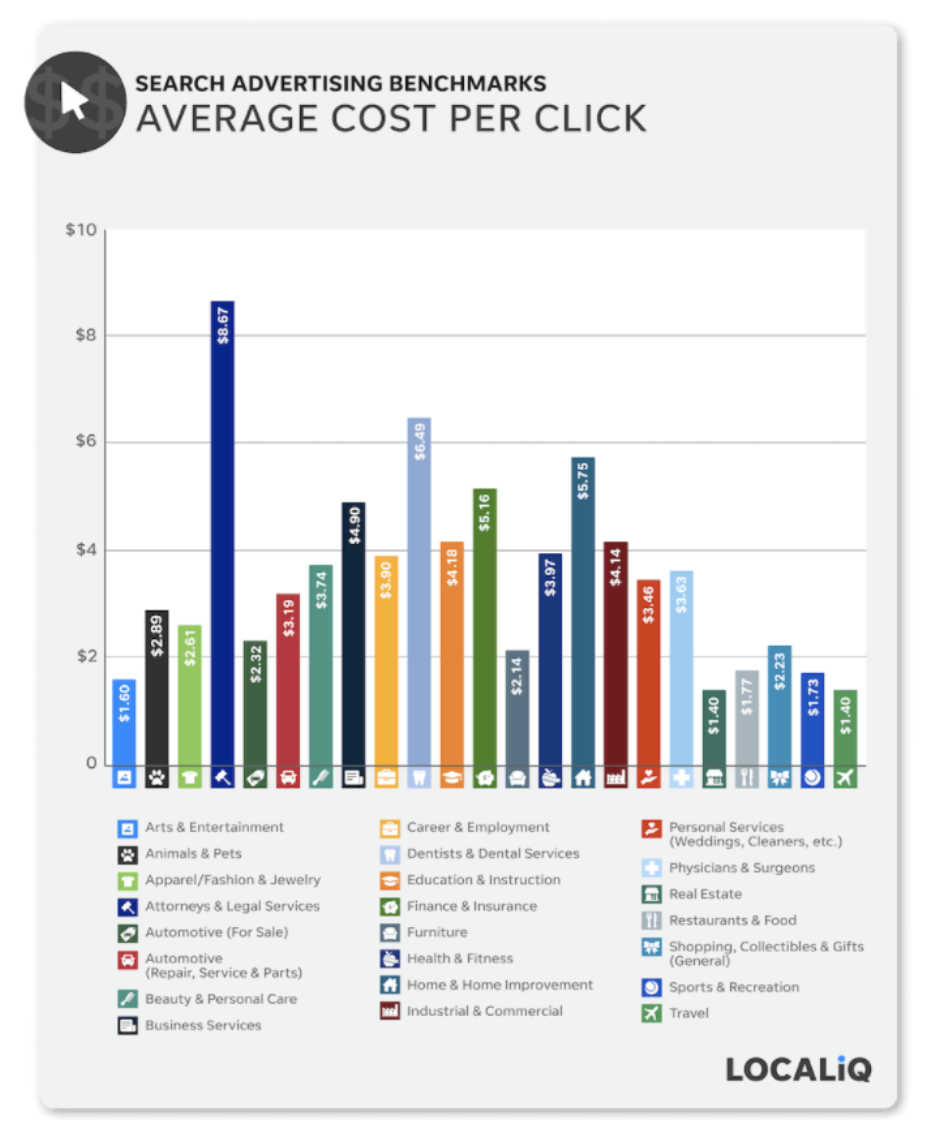 $$
SEARCH ADVERTISING BENCHMARKS
AVERAGE COST PER CLICK
$10
$8
$6
$4
$2
0
$1.60
$2.89
$2.61
$8.67
$2.32
$3.19
$3.74
$4.90
$3.90
$6.49
$4.18
$5.16
$2.14
$3.97
$5.75
$4.14
$3.46
$3.63
$1.40
$1.77
$2.23
$1.73
$1.40
Arts & Entertainment
Animals & Pets
Apparel/Fashion & Jewelry
Attorneys & Legal Services
Automotive (For Sale)
Automotive
(Repair, Service & Parts)
Beauty & Personal Care
Business Services
Career & Employment
Dentists & Dental Services
Education & Instruction
Finance & Insurance
Furniture
Health & Fitness
Home & Home Improvement
Industrial & Commercial
Personal Services
(Weddings, Cleaners, etc.)
Physicians & Surgeons
Real Estate
Restaurants & Food
Shopping, Collectibles & Gifts
(General)
Sports & Recreation
Travel
LOCALiQ